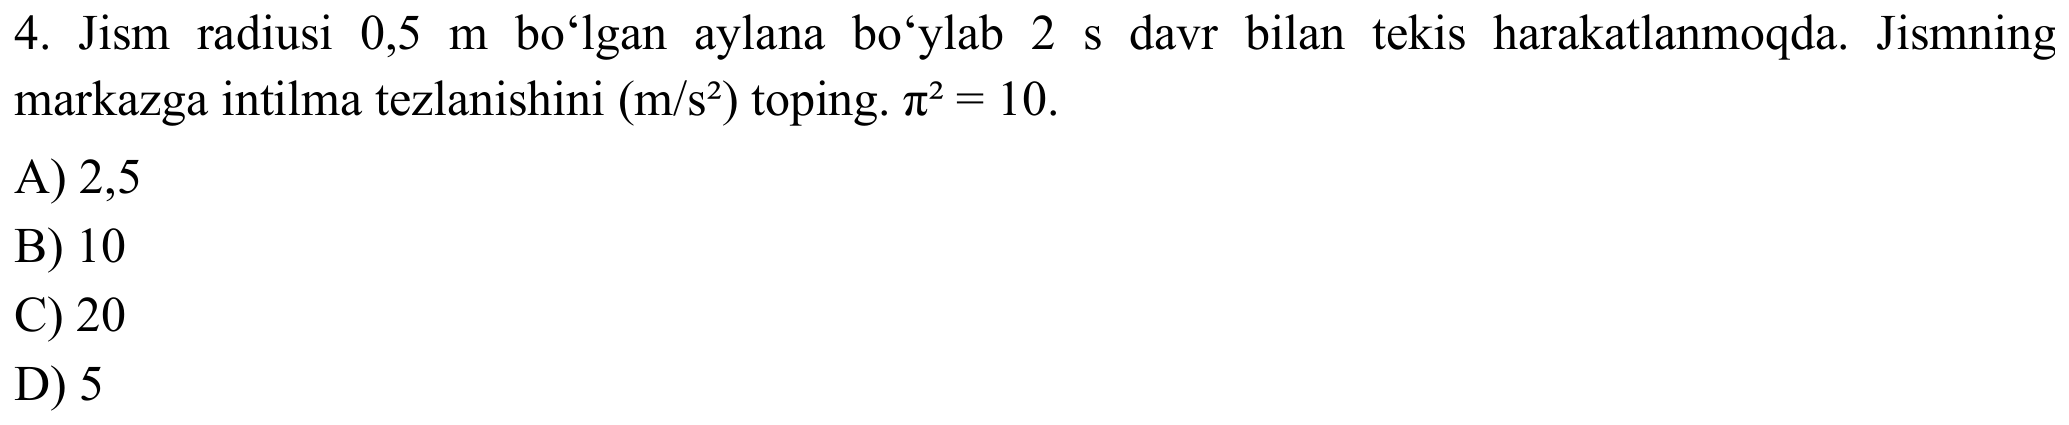 4. Jism radiusi 0,5 m bo‘lgan aylana bo‘ylab 2 s davr bilan tekis harakatlanmoqda. Jismning
markazga intilma tezlanishini (m/s²) toping. π² = 10.
A) 2,5
B) 10
C) 20
D) 5